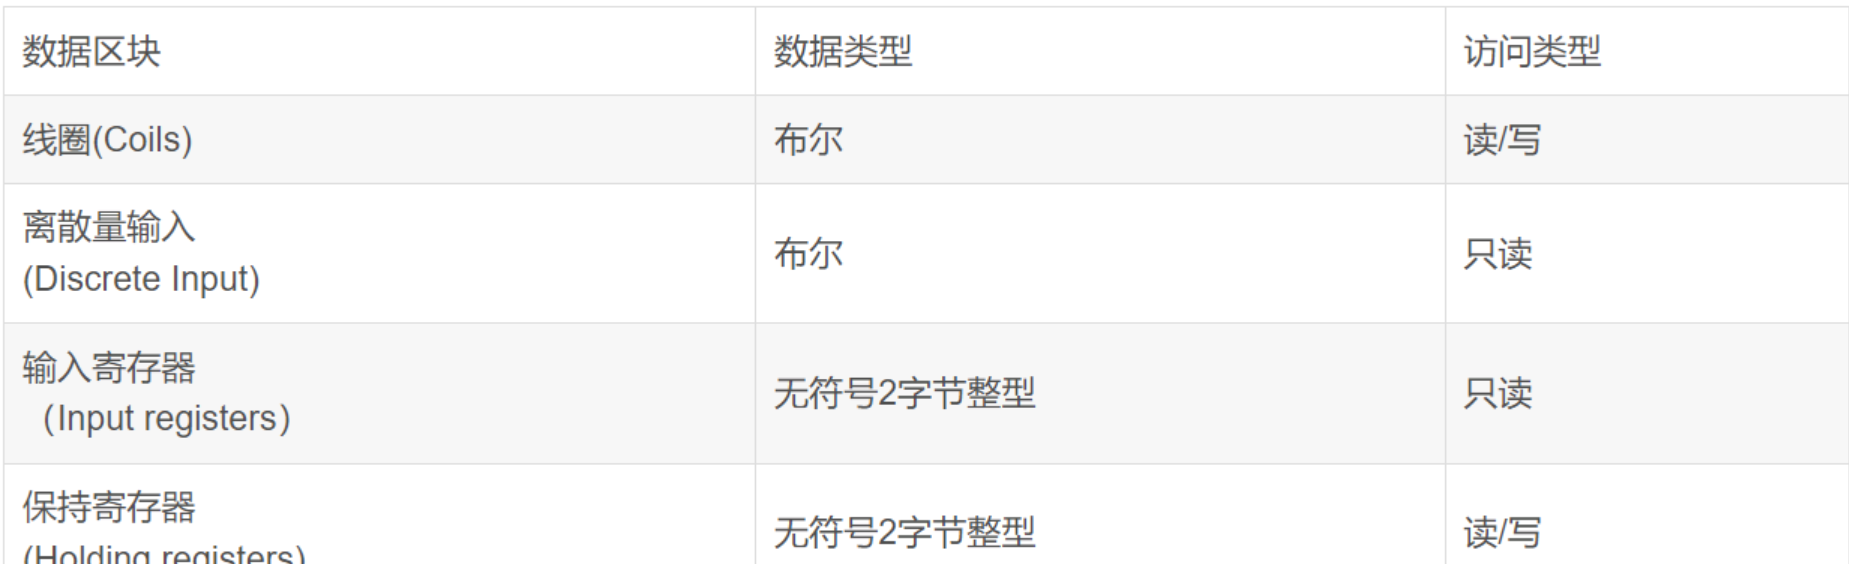 数据区块
数据类型
访问类型
线圈(Coils)
布尔
读/写
离散量输入
(Discrete Input)
布尔
只读
输入寄存器
（Input registers）
无符号2字节整型
只读
保持寄存器
(Holding registers)
无符号2字节整型
读/写